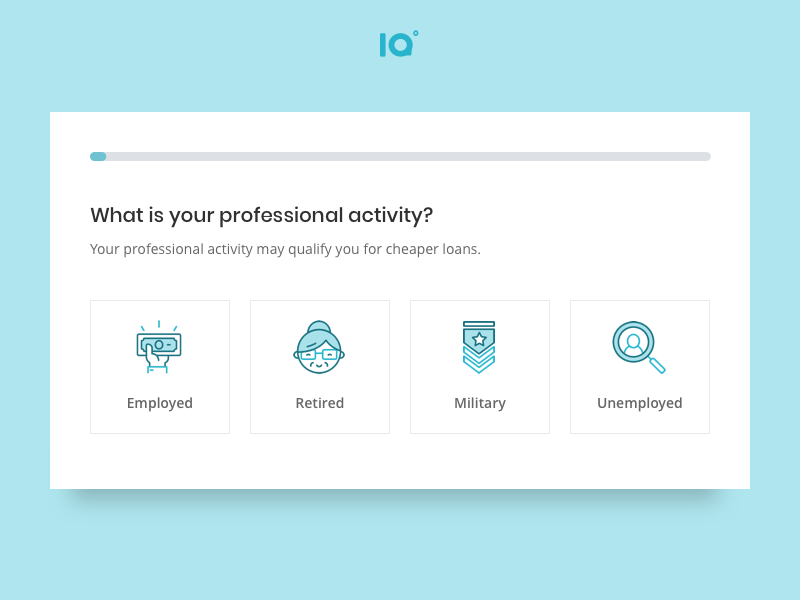 IQ°
What is your professional activity?
Your professional activity may qualify you for cheaper loans.
Employed
Retired
Military
Unemployed